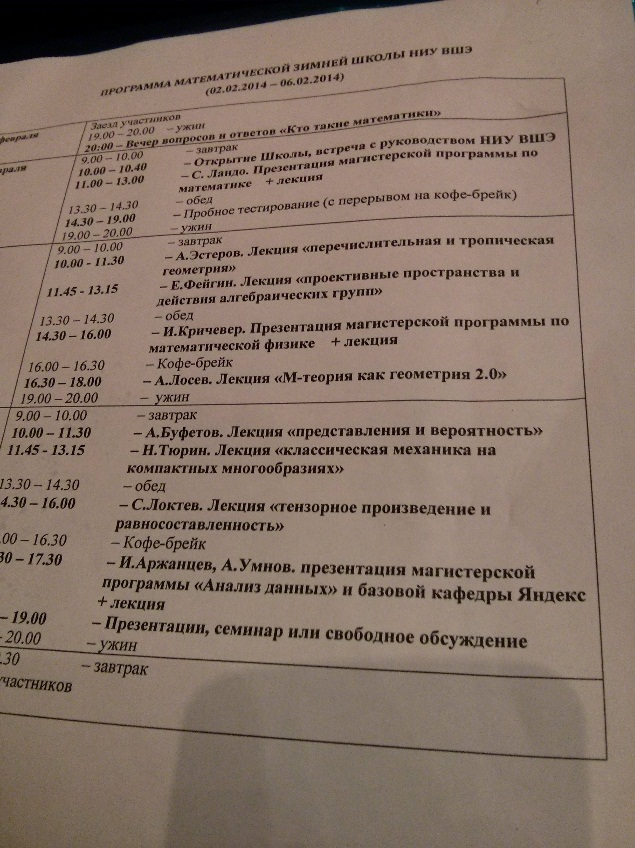 ПРОГРАММА МАТЕМАТИЧЕСКОЙ ЗИМНЕЙ ШКОЛЫ НИУ ВШЭ
(02.02.2014 – 06.02.2014)
февраля Заезд участников
19.00 – 20.00 – ужин
20:00 – Вечер вопросов и ответов «Кто такие математики»
враля 9.00 – 10.00 – завтрак
10.00 – 10.40 – Открытие Школы, встреча с руководством НИУ ВШЭ
11.00 – 13.00 – С. Ландо. Презентация магистерской программы по
математике + лекция
13.30 – 14.30 – обед
14.30 – 19.00 – Пробное тестирование (с перерывом на кофе-брейк)
19.00 – 20.00 – ужин
9.00 – 10.00 – завтрак
10.00 - 11.30 – А.Эстеров. Лекция «перечислительная и тропическая
геометрия»
11.45 - 13.15 – Е.Фейгин. Лекция «проективные пространства и
действия алгебраических групп»
13.30 – 14.30 – обед
14.30 – 16.00 – И.Кричевер. Презентация магистерской программы по
математической физике + лекция
16.00 – 16.30 – Кофе-брейк
16.30 – 18.00 – А.Лосев. Лекция «М-теория как геометрия 2.0»
19.00 – 20.00 – ужин
9.00 – 10.00 – завтрак
10.00 – 11.30 – А.Буфетов. Лекция «представления и вероятность»
11.45 - 13.15 – Н.Тюрин. Лекция «классическая механика на
компактных многообразиях»
13.30 – 14.30 – обед
4.30 – 16.00 – С.Локтев. Лекция «тензорное произведение и
равносоставленность»
.00 – 16.30 – Кофе-брейк
30 – 17.30 – И.Аржанцев, А.Умнов. презентация магистерской
программы «Анализ данных» и базовой кафедры Яндекс
+ лекция
– 19.00 – Презентации, семинар или свободное обсуждение
- 20.00 – ужин
.30 – завтрак
участников